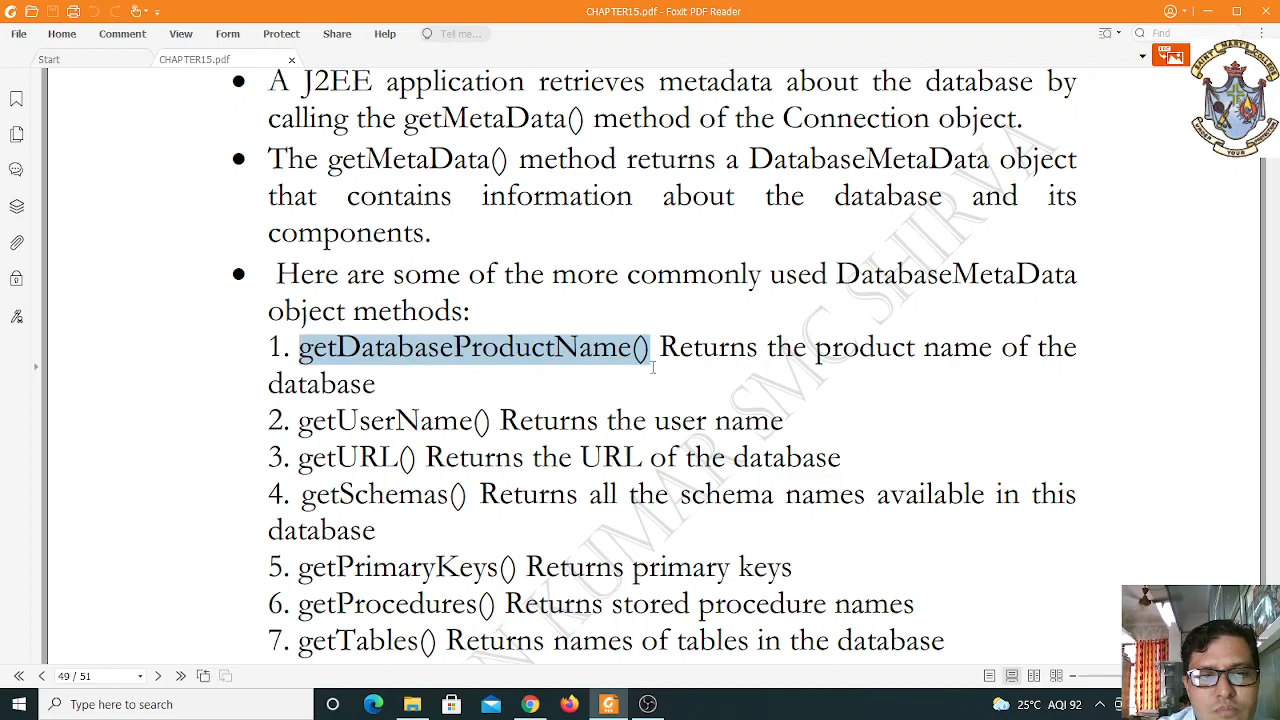 CHAPTER15.pdf - Foxit PDF Reader
File Home Comment View Form Protect Share Help Tell me... Find
Start CHAPTER15.pdf
A J2EE application retrieves metadata about the database by
calling the getMetaData() method of the Connection object.
The getMetaData() method returns a DatabaseMetaData object
that contains information about the database and its
components.
Here are some of the more commonly used DatabaseMetaData
object methods:
1. getDatabaseProductName() Returns the product name of the
database
2. getUserName() Returns the user name
3. getURL() Returns the URL of the database
4. getSchemas() Returns all the schema names available in this
database
5. getPrimaryKeys() Returns primary keys
6. getProcedures() Returns stored procedure names
7. getTables() Returns names of tables in the database
KUMAR SMC SHIRVA
49 / 51
Type here to search
25°C AQI 92